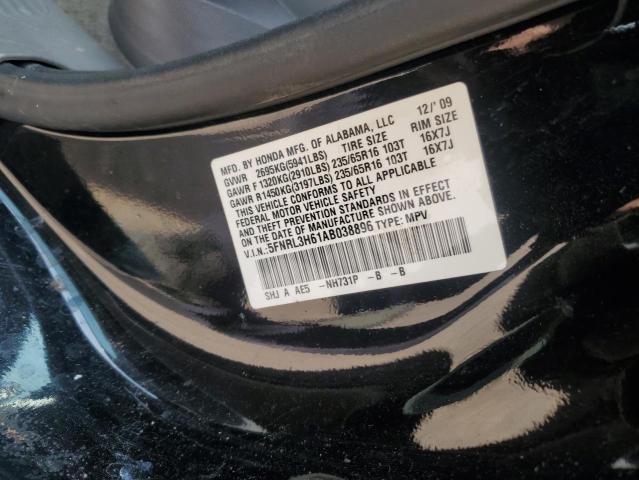 MFD. BY HONDA MFG. OF ALABAMA, LLC 12/'09
GVWR 2695KG(5941LBS) TIRE SIZE RIM SIZE
GAWR F 1320KG(2910LBS) 235/65R16 103T 16X7J
GAWR R 1450KG(3197LBS) 235/65R16 103T 16X7J
THIS VEHICLE CONFORMS TO ALL APPLICABLE
FEDERAL MOTOR VEHICLE SAFETY
AND THEFT PREVENTION STANDARDS IN EFFECT
ON THE DATE OF MANUFACTURE SHOWN ABOVE.
V.I.N.:5FNRL3H61AB038896 TYPE: MPV
SHJ A AE5 -NH731P -B -B